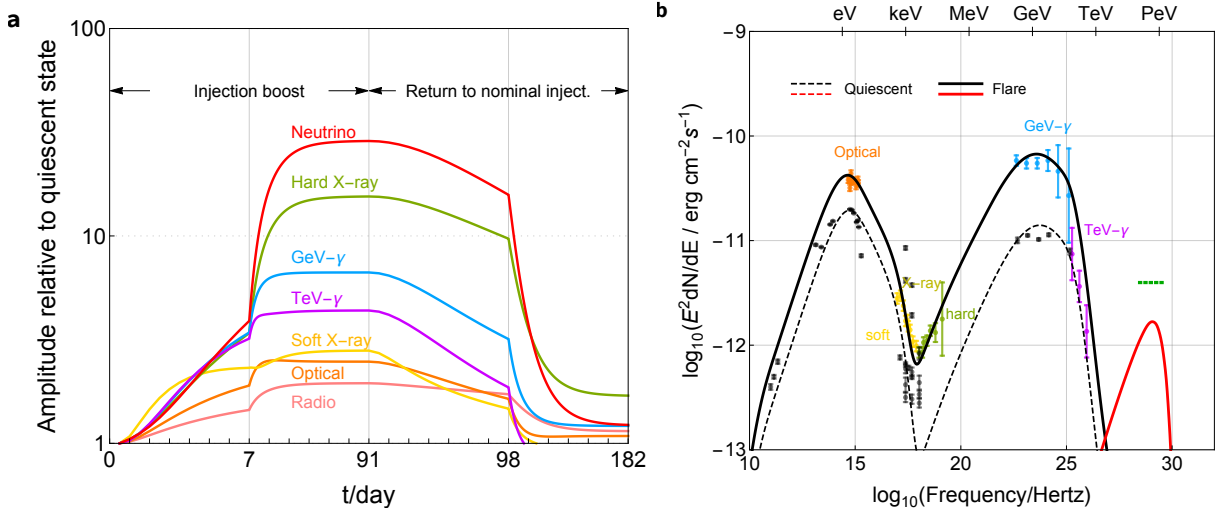 a
100
10
1
Amplitude relative to quiescent state
Injection boost
Return to nominal inject.
Neutrino
Hard X-ray
GeV-γ
TeV-γ
Soft X-ray
Optical
Radio
0 7 91 98 182
t/day
b
eV keV MeV GeV TeV PeV
-9
-10
-11
-12
-13
log10(E²dN/dE / erg cm⁻²s⁻¹)
Quiescent
Flare
Optical
GeV-γ
TeV-γ
X-ray
soft
hard
10 15 20 25 30
log10(Frequency/Hertz)